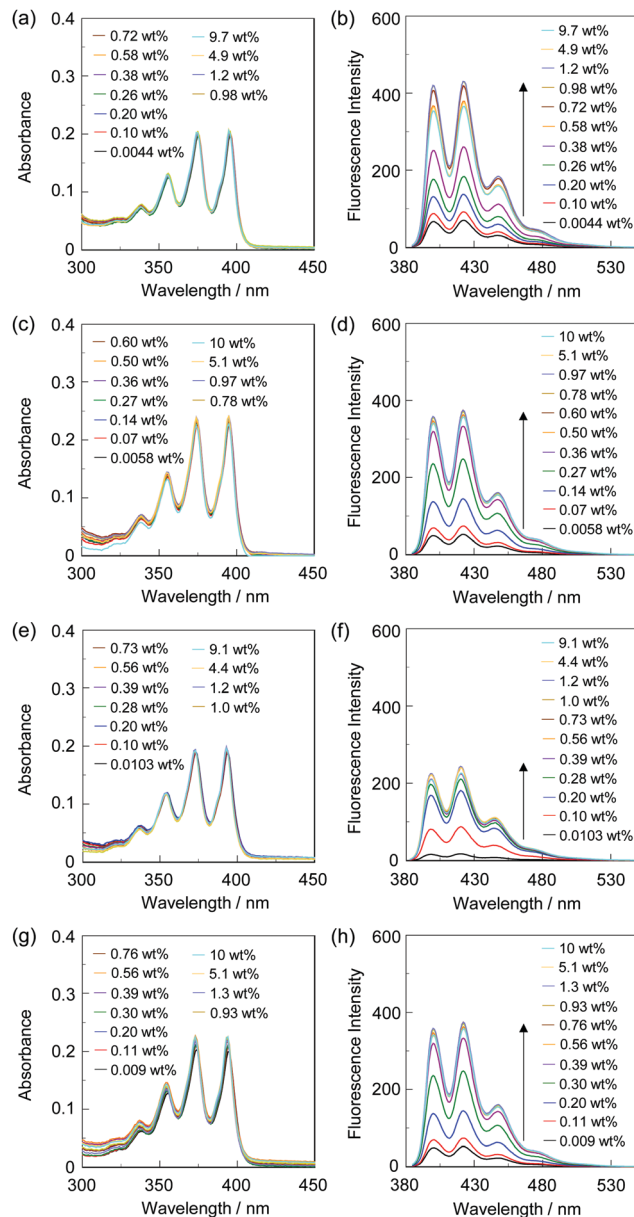 (a)
0.4
0.3
0.2
0.1
0
Absorbance
0.72 wt%
0.58 wt%
0.38 wt%
0.26 wt%
0.20 wt%
0.10 wt%
0.0044 wt%
9.7 wt%
4.9 wt%
1.2 wt%
0.98 wt%
300 350 400 450
Wavelength / nm
(b)
600
400
200
0
Fluorescence Intensity
9.7 wt%
4.9 wt%
1.2 wt%
0.98 wt%
0.72 wt%
0.58 wt%
0.38 wt%
0.26 wt%
0.20 wt%
0.10 wt%
0.0044 wt%
380 430 480 530
Wavelength / nm
(c)
0.4
0.3
0.2
0.1
0
Absorbance
0.60 wt%
0.50 wt%
0.36 wt%
0.27 wt%
0.14 wt%
0.07 wt%
0.0058 wt%
10 wt%
5.1 wt%
0.97 wt%
0.78 wt%
300 350 400 450
Wavelength / nm
(d)
600
400
200
0
Fluorescence Intensity
10 wt%
5.1 wt%
0.97 wt%
0.78 wt%
0.60 wt%
0.50 wt%
0.36 wt%
0.27 wt%
0.14 wt%
0.07 wt%
0.0058 wt%
380 430 480 530
Wavelength / nm
(e)
0.4
0.3
0.2
0.1
0
Absorbance
0.73 wt%
0.56 wt%
0.39 wt%
0.28 wt%
0.20 wt%
0.10 wt%
0.0103 wt%
9.1 wt%
4.4 wt%
1.2 wt%
1.0 wt%
300 350 400 450
Wavelength / nm
(f)
600
400
200
0
Fluorescence Intensity
9.1 wt%
4.4 wt%
1.2 wt%
1.0 wt%
0.73 wt%
0.56 wt%
0.39 wt%
0.28 wt%
0.20 wt%
0.10 wt%
0.0103 wt%
380 430 480 530
Wavelength / nm
(g)
0.4
0.3
0.2
0.1
0
Absorbance
0.76 wt%
0.56 wt%
0.39 wt%
0.30 wt%
0.20 wt%
0.11 wt%
0.009 wt%
10 wt%
5.1 wt%
1.3 wt%
0.93 wt%
300 350 400 450
Wavelength / nm
(h)
600
400
200
0
Fluorescence Intensity
10 wt%
5.1 wt%
1.3 wt%
0.93 wt%
0.76 wt%
0.56 wt%
0.39 wt%
0.30 wt%
0.20 wt%
0.11 wt%
0.009 wt%
380 430 480 530
Wavelength / nm